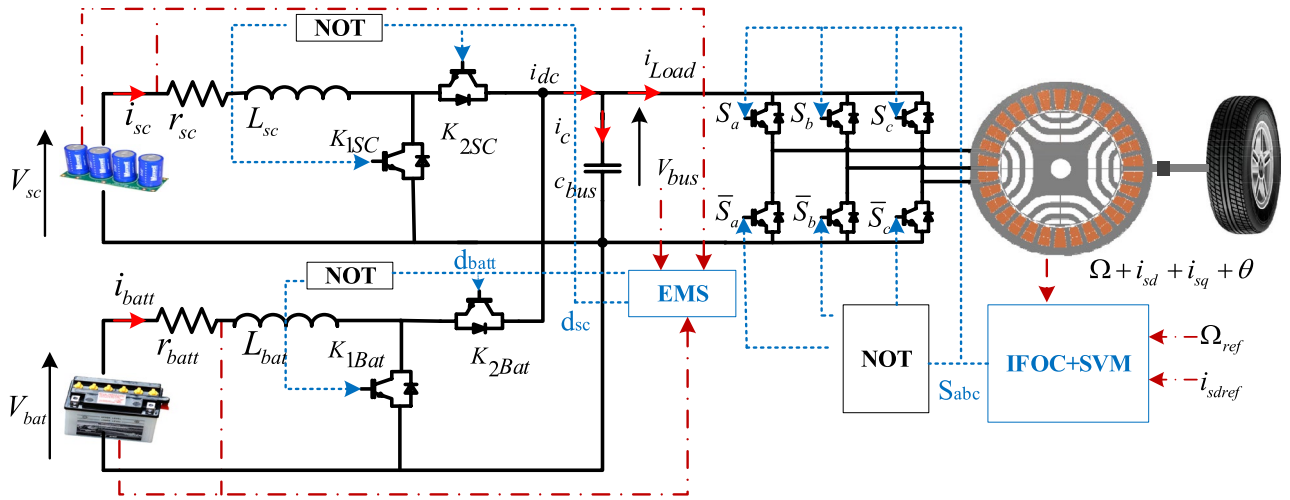 NOT
i_sc
r_sc
L_sc
K_1SC
K_2SC
i_dc
i_c
i_Load
V_sc
c_bus
V_bus
S_a
S_b
S_c
S̅_a
S̅_b
S̅_c
Ω + i_sd + i_sq + θ
d_batt
NOT
EMS
d_sc
i_batt
r_batt
L_bat
K_1Bat
K_2Bat
V_bat
NOT
S_abc
IFOC+SVM
Ω_ref
i_sdref